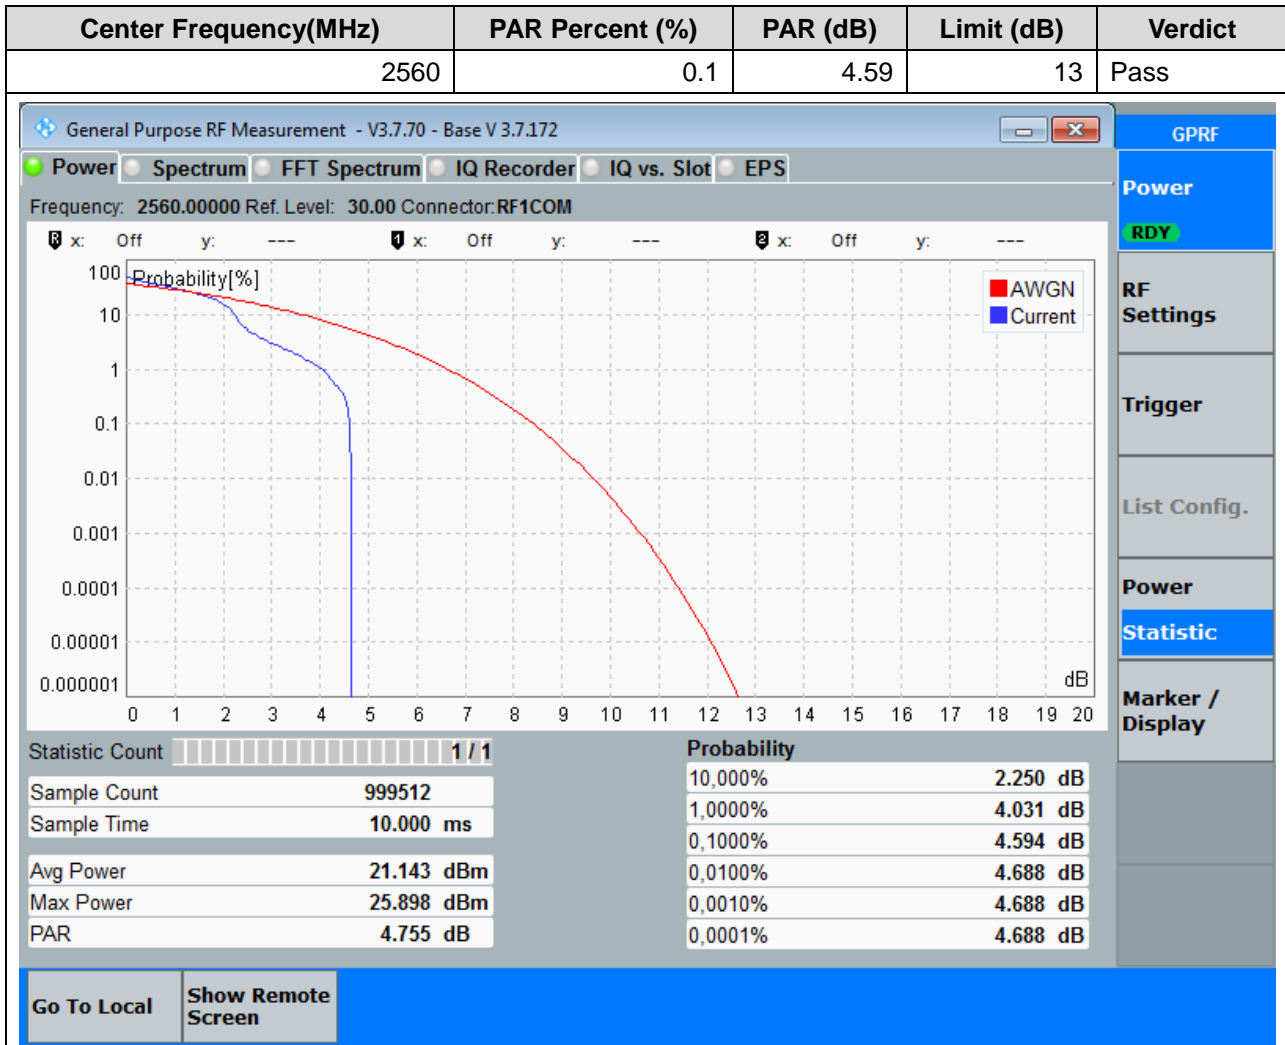 Center Frequency(MHz) PAR Percent (%) PAR (dB) Limit (dB) Verdict
2560 0.1 4.59 13 Pass
General Purpose RF Measurement - V3.7.70 - Base V 3.7.172
GPRF
Power Spectrum FFT Spectrum IQ Recorder IQ vs. Slot EPS
Frequency: 2560.00000 Ref. Level: 30.00 Connector: RF1COM
R x: Off y: --- 1 x: Off y: --- 2 x: Off y: ---
Probability[%]
AWGN
Current
100
10
1
0.1
0.01
0.001
0.0001
0.00001
0.000001
dB
0 1 2 3 4 5 6 7 8 9 10 11 12 13 14 15 16 17 18 19 20
Statistic Count 1 / 1
Sample Count 999512
Sample Time 10.000 ms
Avg Power 21.143 dBm
Max Power 25.898 dBm
PAR 4.755 dB
Probability
10,000% 2.250 dB
1,0000% 4.031 dB
0,1000% 4.594 dB
0,0100% 4.688 dB
0,0010% 4.688 dB
0,0001% 4.688 dB
Power
RDY
RF
Settings
Trigger
List Config.
Power
Statistic
Marker /
Display
Go To Local
Show Remote
Screen